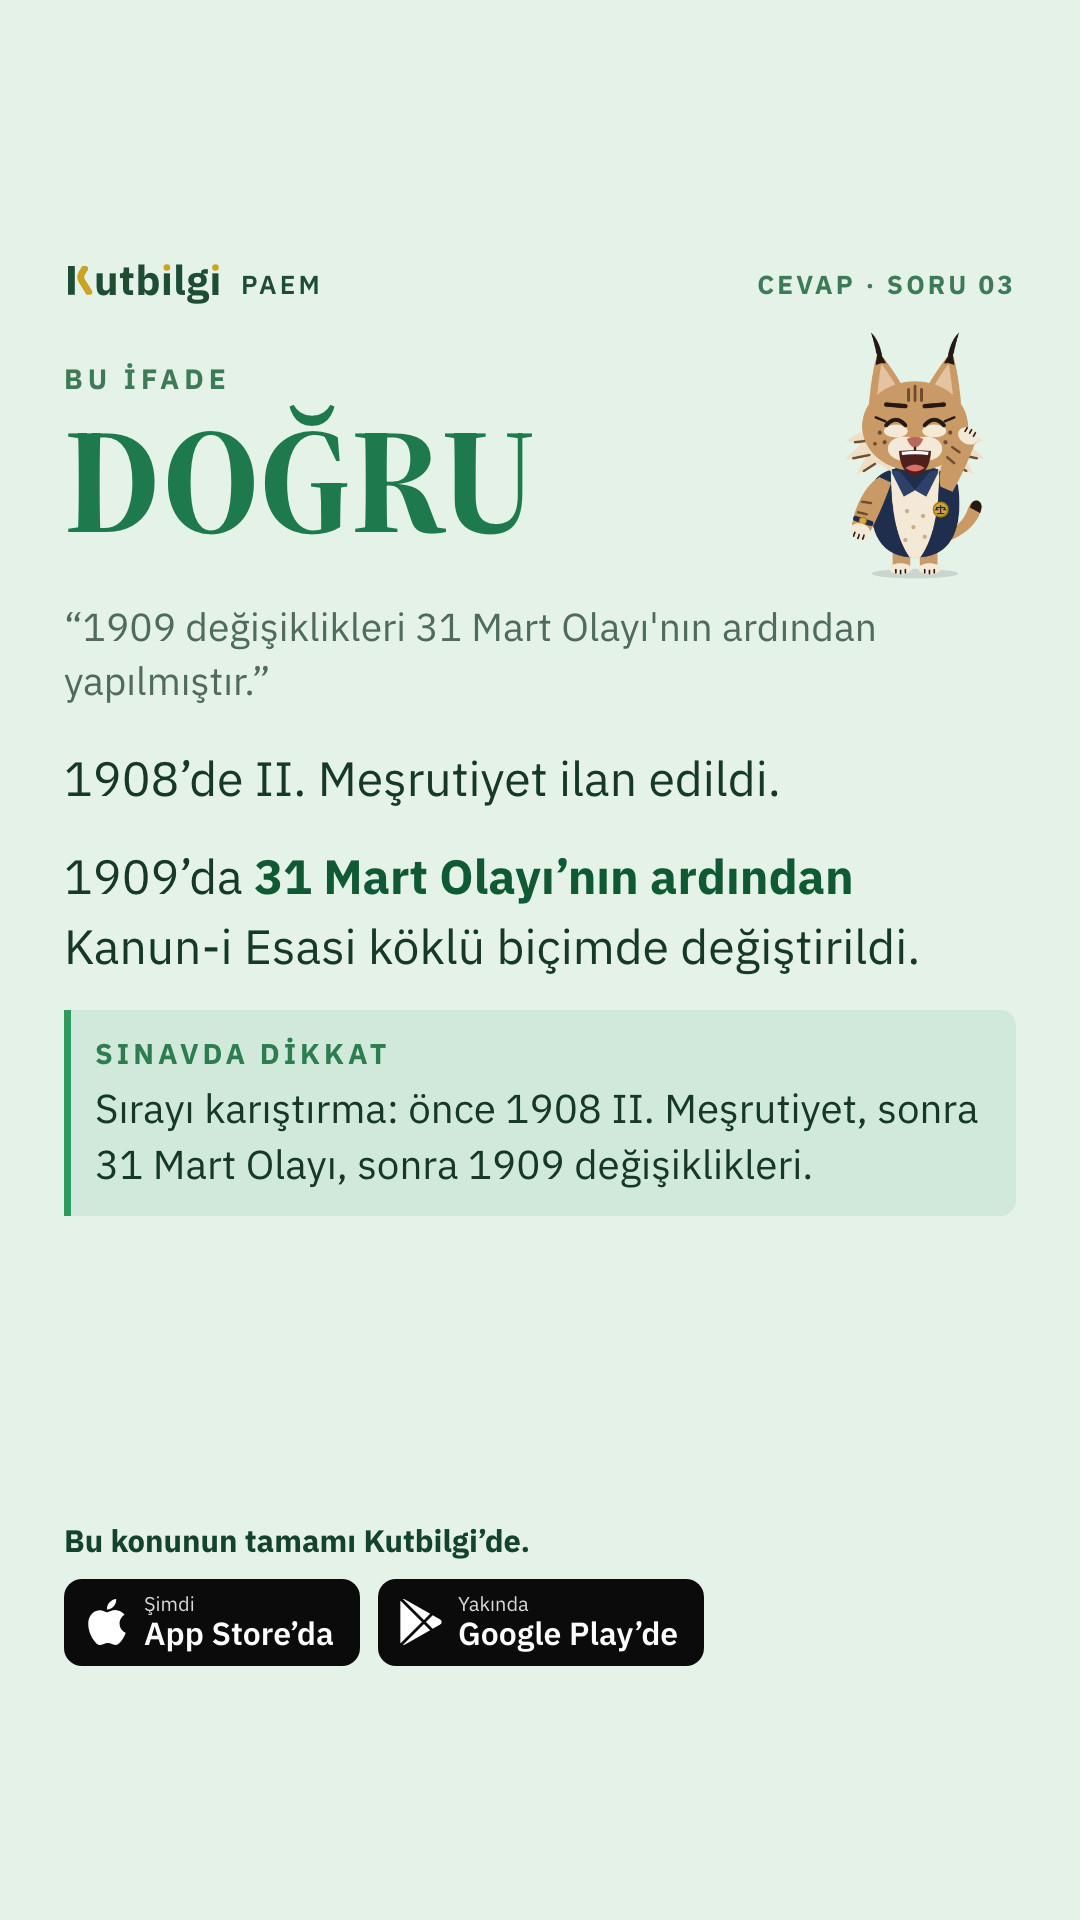 Kutbilgi PAEM
CEVAP · SORU 03
BU İFADE
DOĞRU
“1909 değişiklikleri 31 Mart Olayı'nın ardından
yapılmıştır.”
1908’de II. Meşrutiyet ilan edildi.
1909’da 31 Mart Olayı’nın ardından
Kanun-i Esasi köklü biçimde değiştirildi.
SINAVDA DİKKAT
Sırayı karıştırma: önce 1908 II. Meşrutiyet, sonra
31 Mart Olayı, sonra 1909 değişiklikleri.
Bu konunun tamamı Kutbilgi’de.
Şimdi
App Store’da
Yakında
Google Play’de